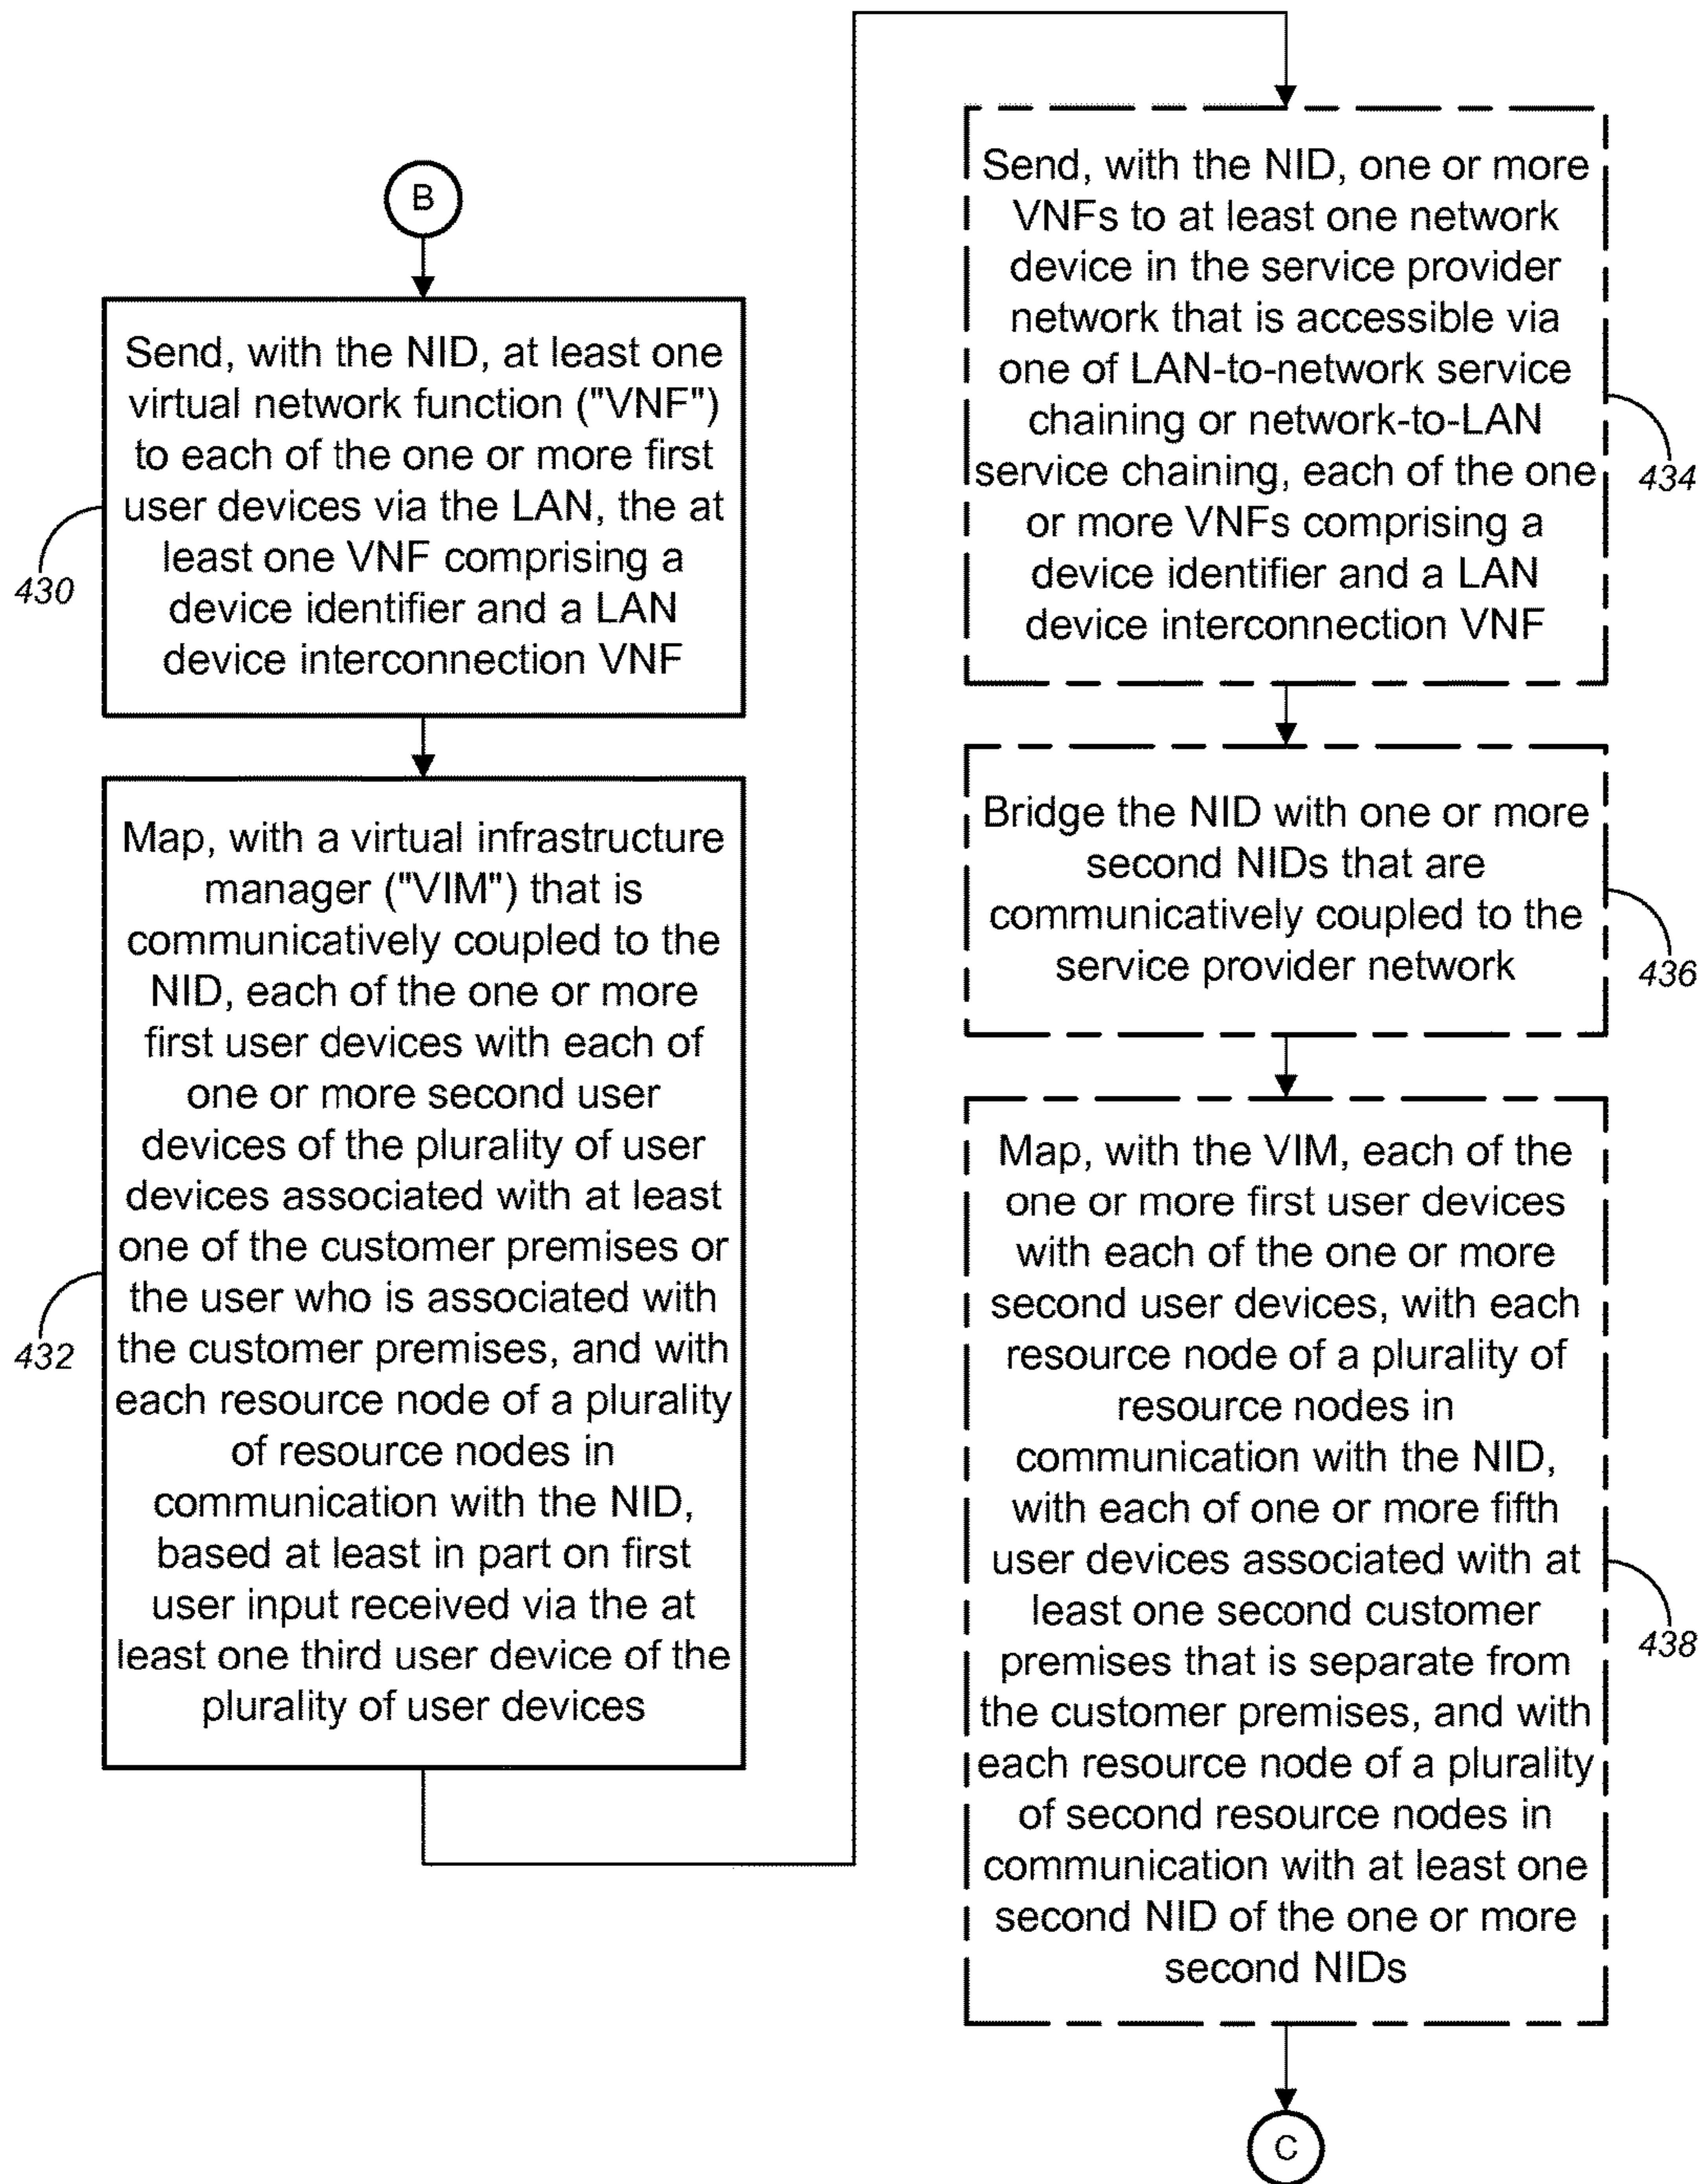 B
Send, with the NID, at least one
virtual network function ("VNF")
to each of the one or more first
user devices via the LAN, the at
least one VNF comprising a
device identifier and a LAN
device interconnection VNF
430
Map, with a virtual infrastructure
manager ("VIM") that is
communicatively coupled to the
NID, each of the one or more
first user devices with each of
one or more second user
devices of the plurality of user
devices associated with at least
one of the customer premises or
the user who is associated with
the customer premises, and with
each resource node of a plurality
of resource nodes in
communication with the NID,
based at least in part on first
user input received via the at
least one third user device of the
plurality of user devices
432
Send, with the NID, one or more
VNFs to at least one network
device in the service provider
network that is accessible via
one of LAN-to-network service
chaining or network-to-LAN
service chaining, each of the one
or more VNFs comprising a
device identifier and a LAN
device interconnection VNF
434
Bridge the NID with one or more
second NIDs that are
communicatively coupled to the
service provider network
436
Map, with the VIM, each of the
one or more first user devices
with each of the one or more
second user devices, with each
resource node of a plurality of
resource nodes in
communication with the NID,
with each of one or more fifth
user devices associated with at
least one second customer
premises that is separate from
the customer premises, and with
each resource node of a plurality
of second resource nodes in
communication with at least one
second NID of the one or more
second NIDs
438
C